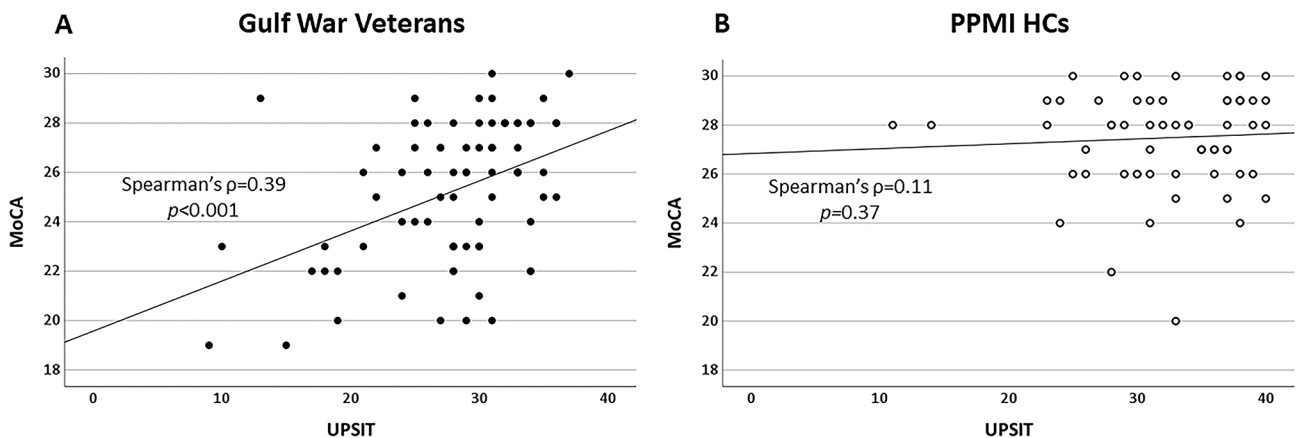 A
Gulf War Veterans
30
28
26
24
22
20
18
MoCA
Spearman's ρ=0.39
p<0.001
0 10 20 30 40
UPSIT
B
PPMI HCs
30
28
26
24
22
20
18
MoCA
Spearman's ρ=0.11
p=0.37
0 10 20 30 40
UPSIT